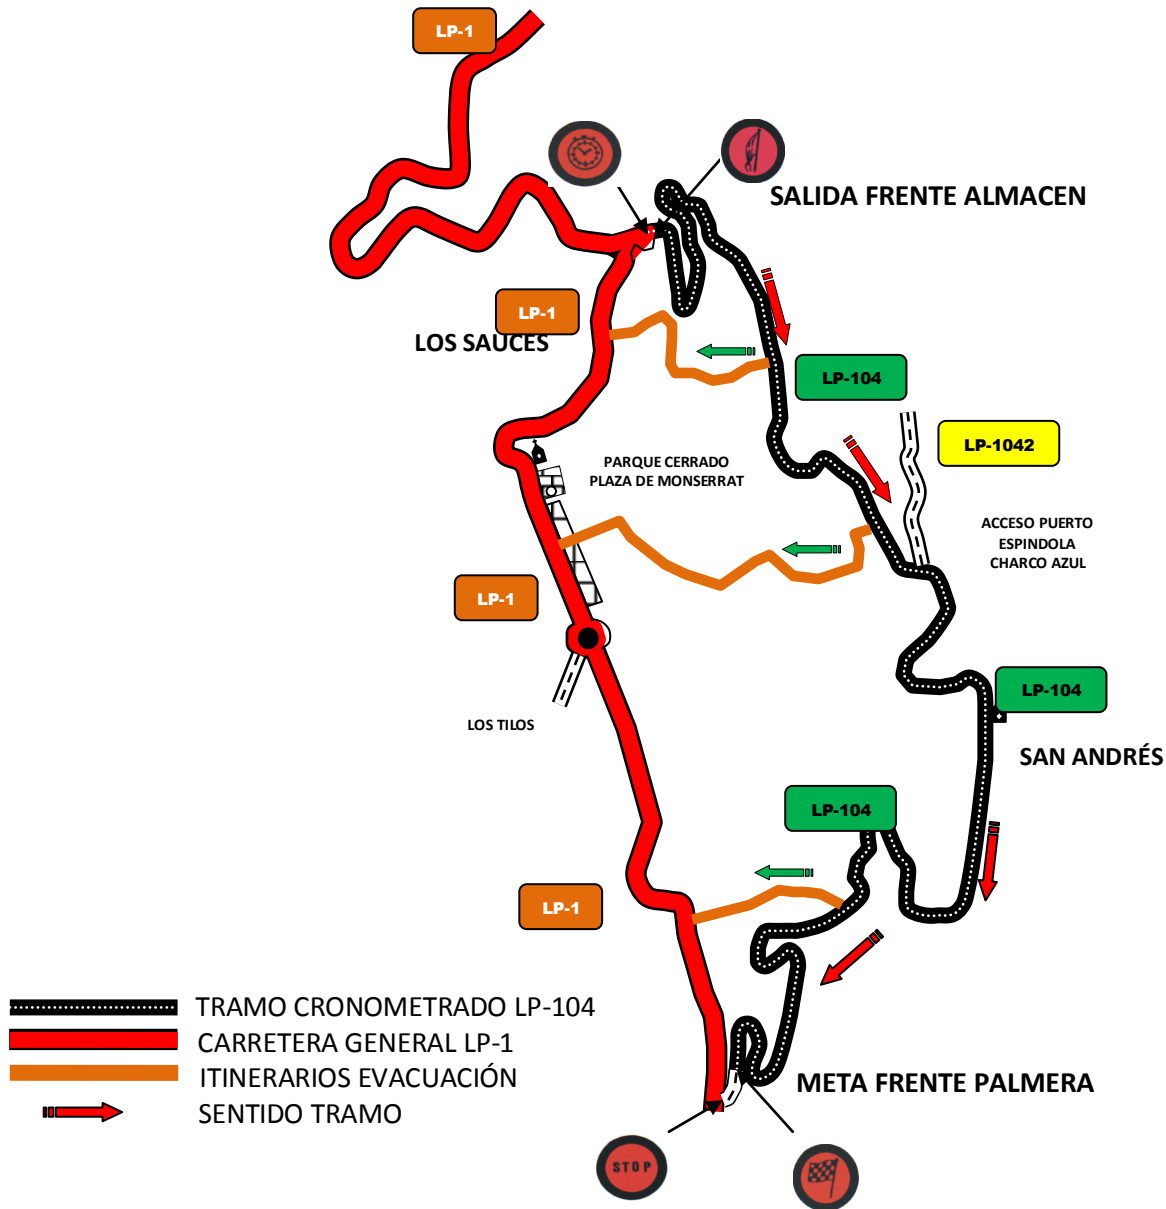 LP-1
SALIDA FRENTE ALMACEN
LP-1
LOS SAUCES
LP-104
LP-1042
PARQUE CERRADO
PLAZA DE MONSERRAT
ACCESO PUERTO
ESPINDOLA
CHARCO AZUL
LP-1
LP-104
LOS TILOS
SAN ANDRÉS
LP-104
LP-1
TRAMO CRONOMETRADO LP-104
CARRETERA GENERAL LP-1
ITINERARIOS EVACUACIÓN
SENTIDO TRAMO
META FRENTE PALMERA
STOP